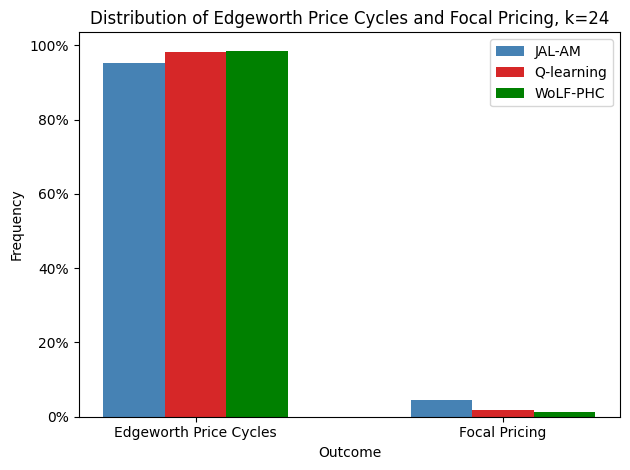 Distribution of Edgeworth Price Cycles and Focal Pricing, k=24
100%
80%
60%
40%
20%
0%
Frequency
JAL-AM
Q-learning
WoLF-PHC
Edgeworth Price Cycles
Focal Pricing
Outcome